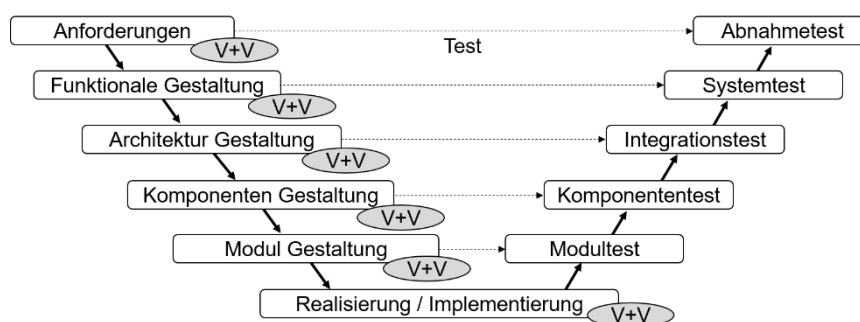 Anforderungen
V+V
Test
Abnahmetest
Funktionale Gestaltung
V+V
Systemtest
Architektur Gestaltung
V+V
Integrationstest
Komponenten Gestaltung
V+V
Komponententest
Modul Gestaltung
V+V
Modultest
Realisierung / Implementierung
V+V